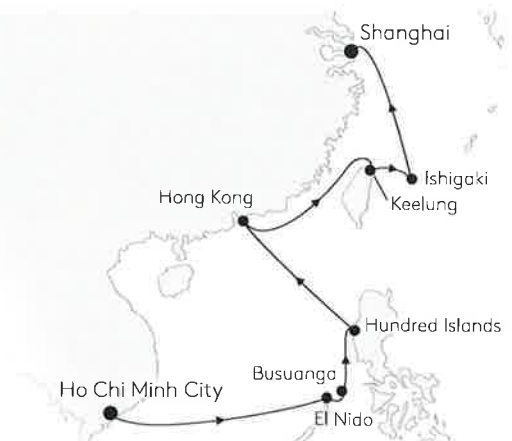 Shanghai
Ishigaki
Keelung
Hong Kong
Hundred Islands
Busuanga
Ho Chi Minh City
El Nido